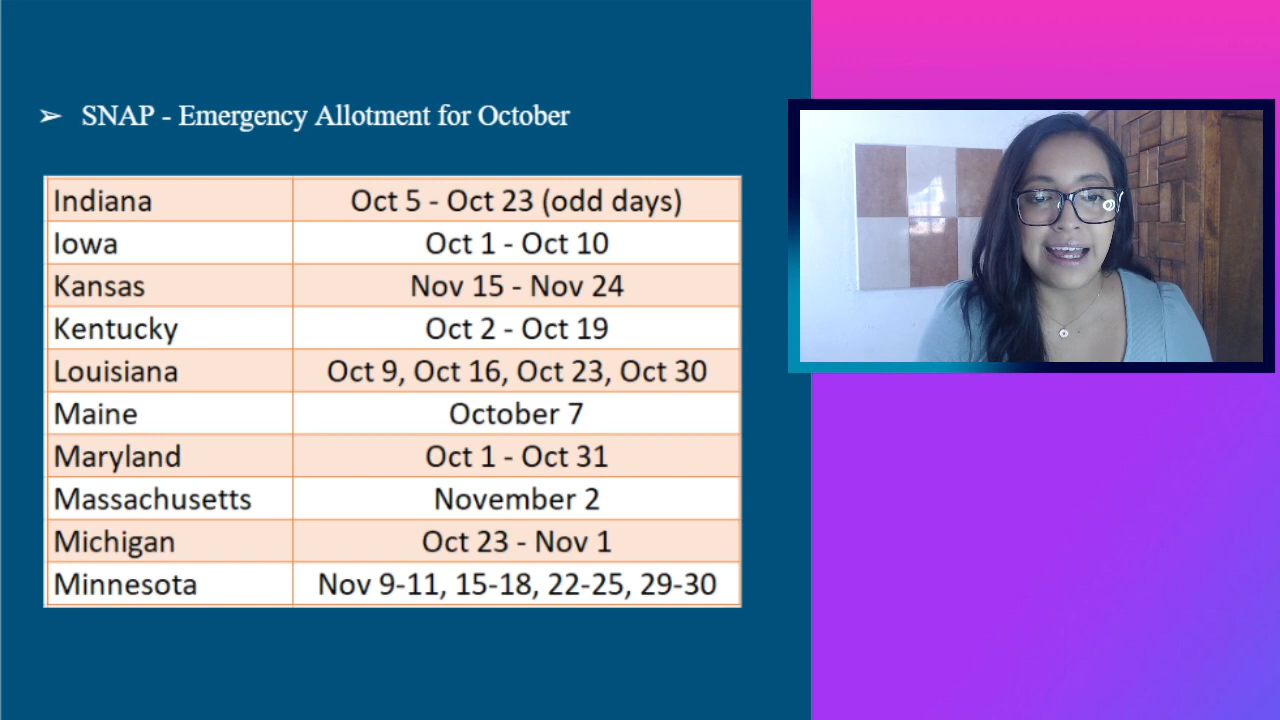 ➢ SNAP - Emergency Allotment for October
Indiana Oct 5 - Oct 23 (odd days)
Iowa Oct 1 - Oct 10
Kansas Nov 15 - Nov 24
Kentucky Oct 2 - Oct 19
Louisiana Oct 9, Oct 16, Oct 23, Oct 30
Maine October 7
Maryland Oct 1 - Oct 31
Massachusetts November 2
Michigan Oct 23 - Nov 1
Minnesota Nov 9-11, 15-18, 22-25, 29-30